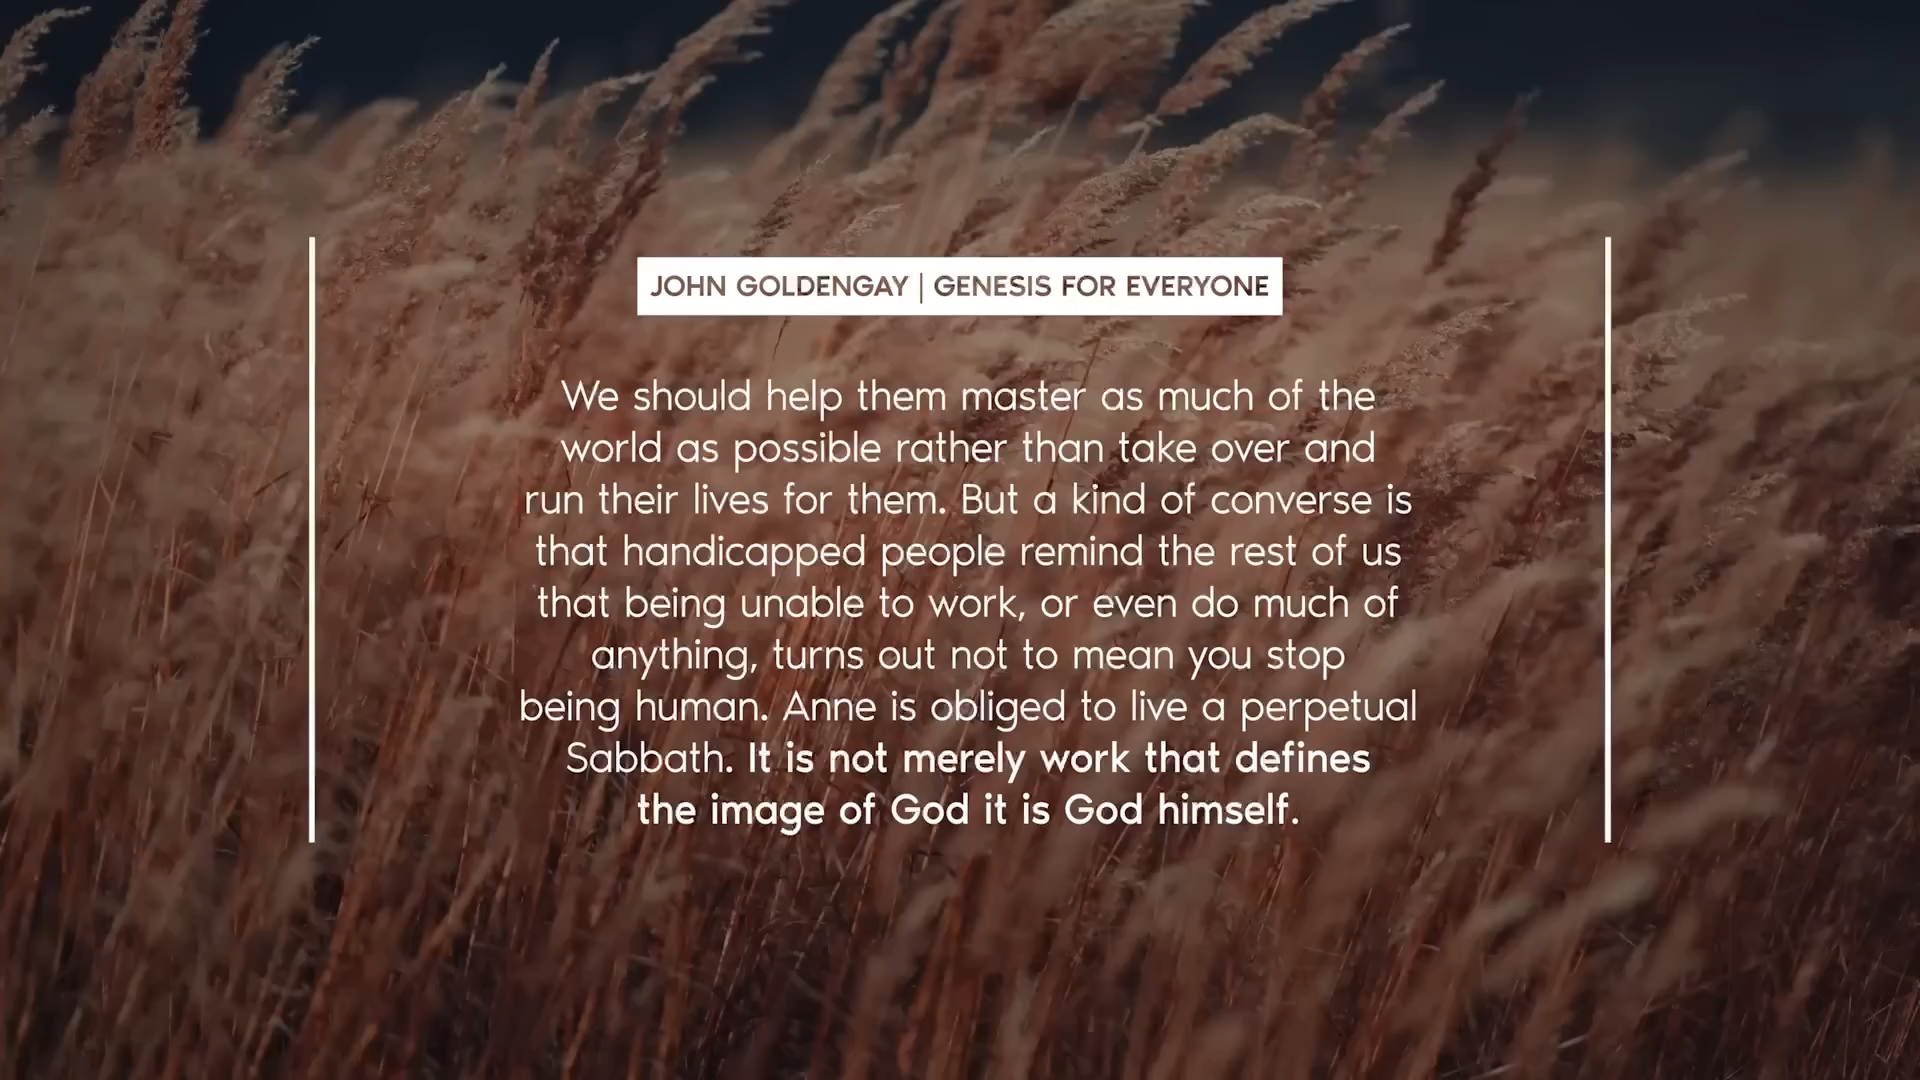 JOHN GOLDENGAY | GENESIS FOR EVERYONE
We should help them master as much of the
world as possible rather than take over and
run their lives for them. But a kind of converse is
that handicapped people remind the rest of us
that being unable to work, or even do much of
anything, turns out not to mean you stop
being human. Anne is obliged to live a perpetual
Sabbath. It is not merely work that defines
the image of God it is God himself.